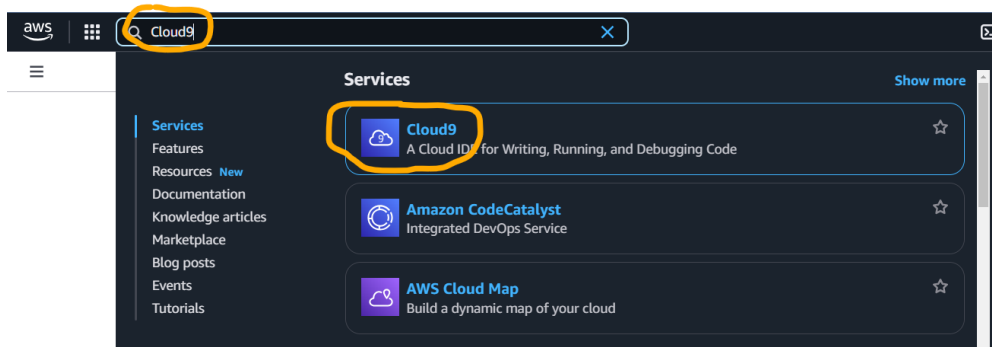 aws
Cloud9
Services
Show more
Services
Features
Resources New
Documentation
Knowledge articles
Marketplace
Blog posts
Events
Tutorials
9
Cloud9
A Cloud IDE for Writing, Running, and Debugging Code
Amazon CodeCatalyst
Integrated DevOps Service
AWS Cloud Map
Build a dynamic map of your cloud